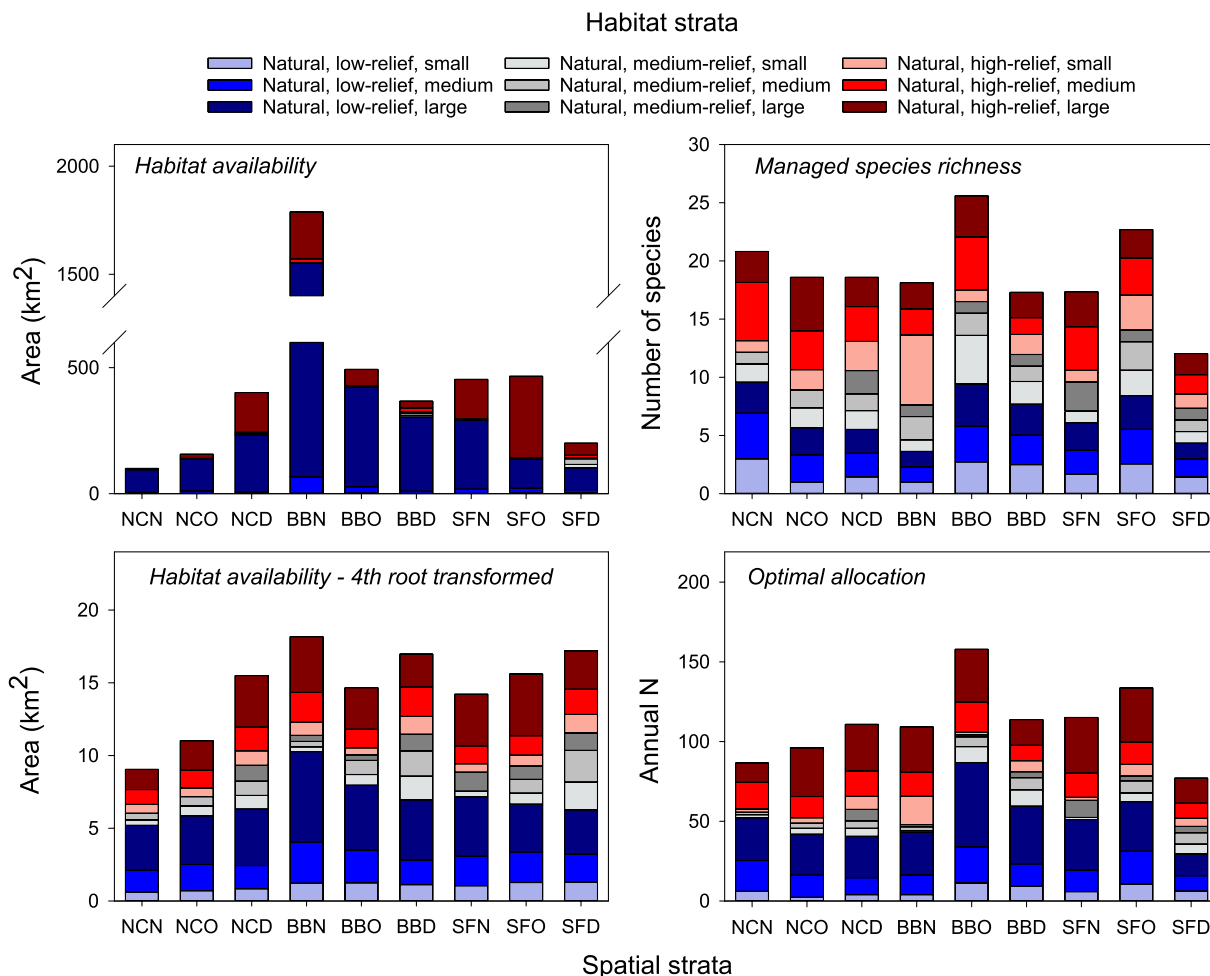 Habitat strata
Natural, low-relief, small
Natural, medium-relief, small
Natural, high-relief, small
Natural, low-relief, medium
Natural, medium-relief, medium
Natural, high-relief, medium
Natural, low-relief, large
Natural, medium-relief, large
Natural, high-relief, large
Habitat availability
Area (km2)
2000
1500
500
0
NCN NCO NCD BBN BBO BBD SFN SFO SFD
Managed species richness
Number of species
30
25
20
15
10
5
0
NCN NCO NCD BBN BBO BBD SFN SFO SFD
Habitat availability - 4th root transformed
Area (km2)
20
15
10
5
0
NCN NCO NCD BBN BBO BBD SFN SFO SFD
Optimal allocation
Annual N
200
150
100
50
0
NCN NCO NCD BBN BBO BBD SFN SFO SFD
Spatial strata